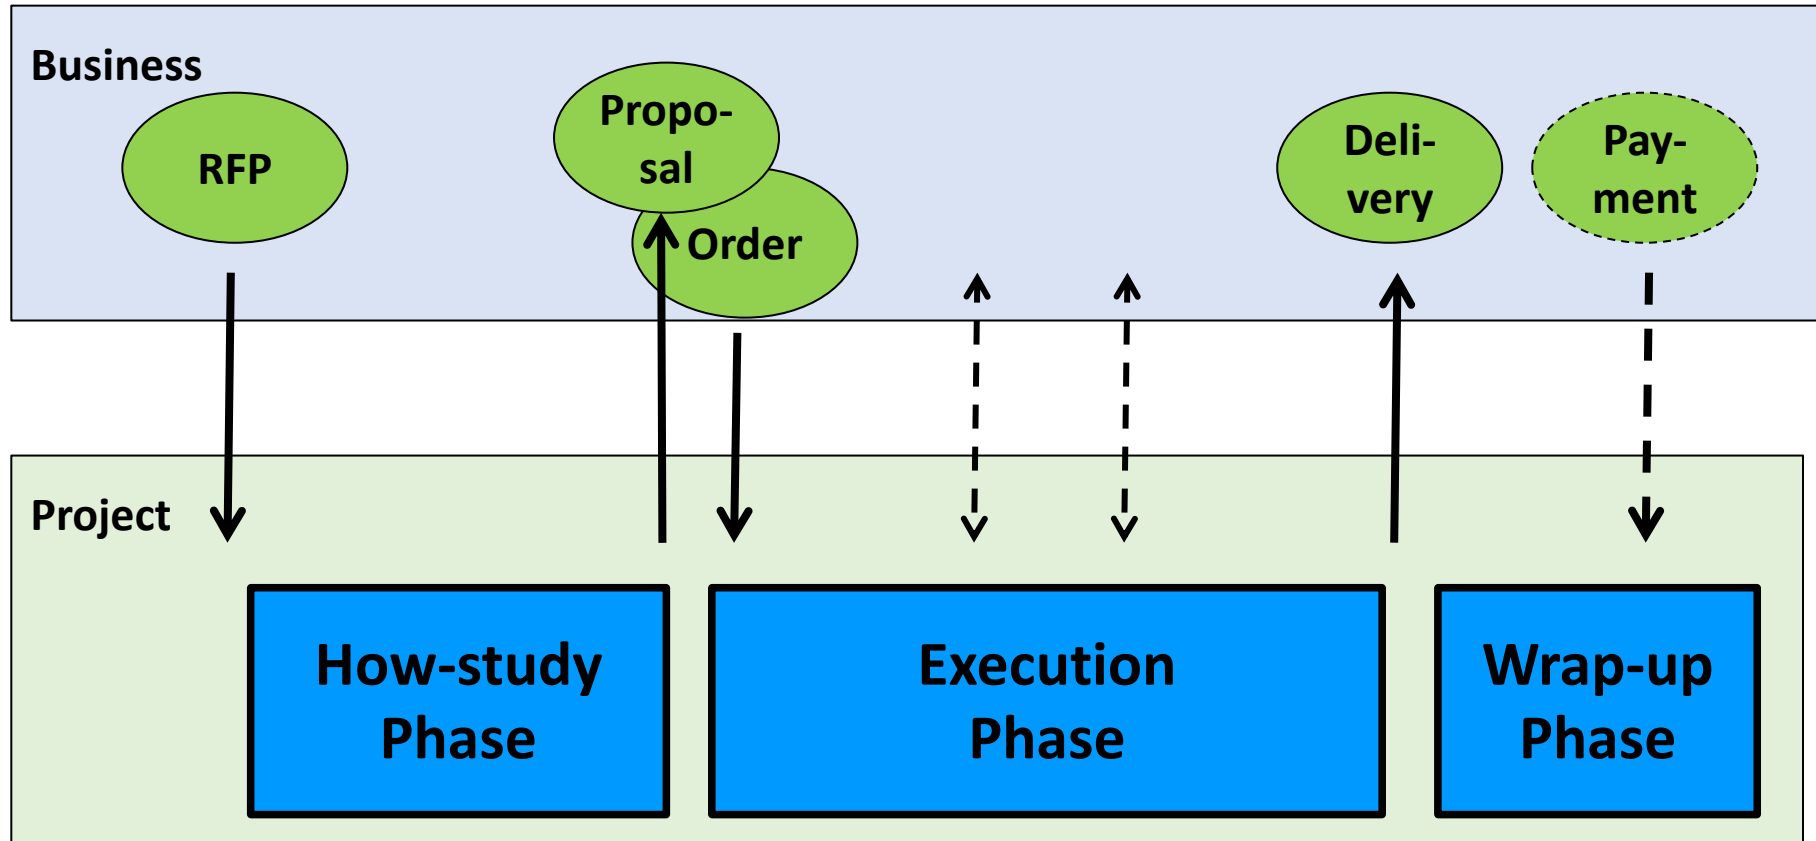 Business
RFP
Propo-
sal
Order
Deli-
very
Pay-
ment
Project
How-study
Phase
Execution
Phase
Wrap-up
Phase